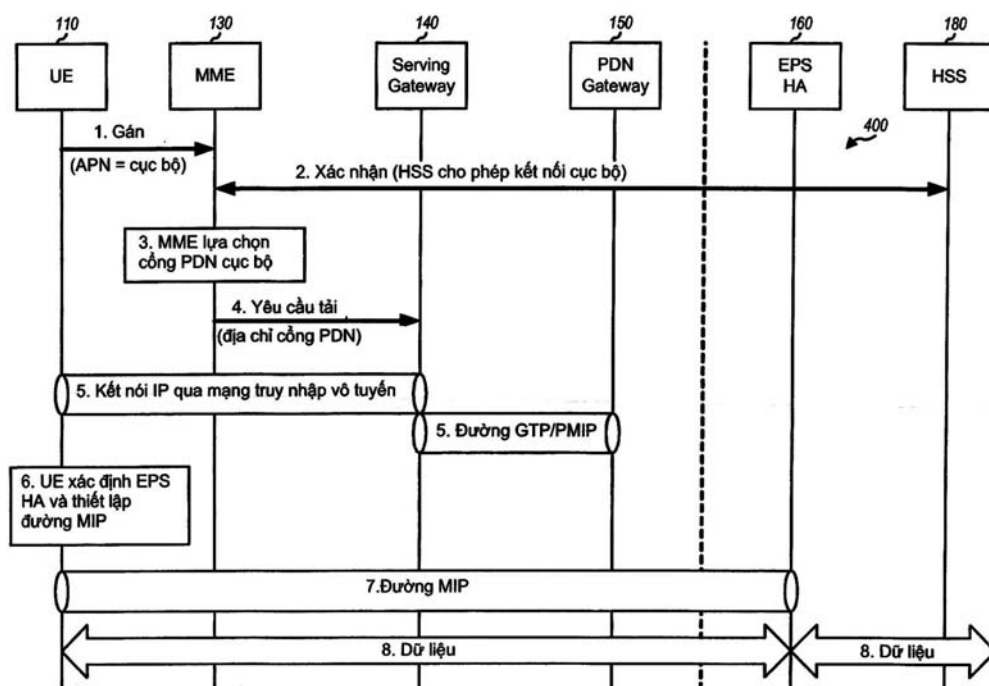 110
130
140
150
160
180
UE
MME
Serving
Gateway
PDN
Gateway
EPS
HA
HSS
1. Gán
(APN = cục bộ)
400
2. Xác nhận (HSS cho phép kết nối cục bộ)
3. MME lựa chọn
cổng PDN cục bộ
4. Yêu cầu tải
(địa chỉ cổng PDN)
5. Kết nối IP qua mạng truy nhập vô tuyến
5. Đường GTP/PMIP
6. UE xác định EPS
HA và thiết lập
đường MIP
7.Đường MIP
8. Dữ liệu
8. Dữ liệu